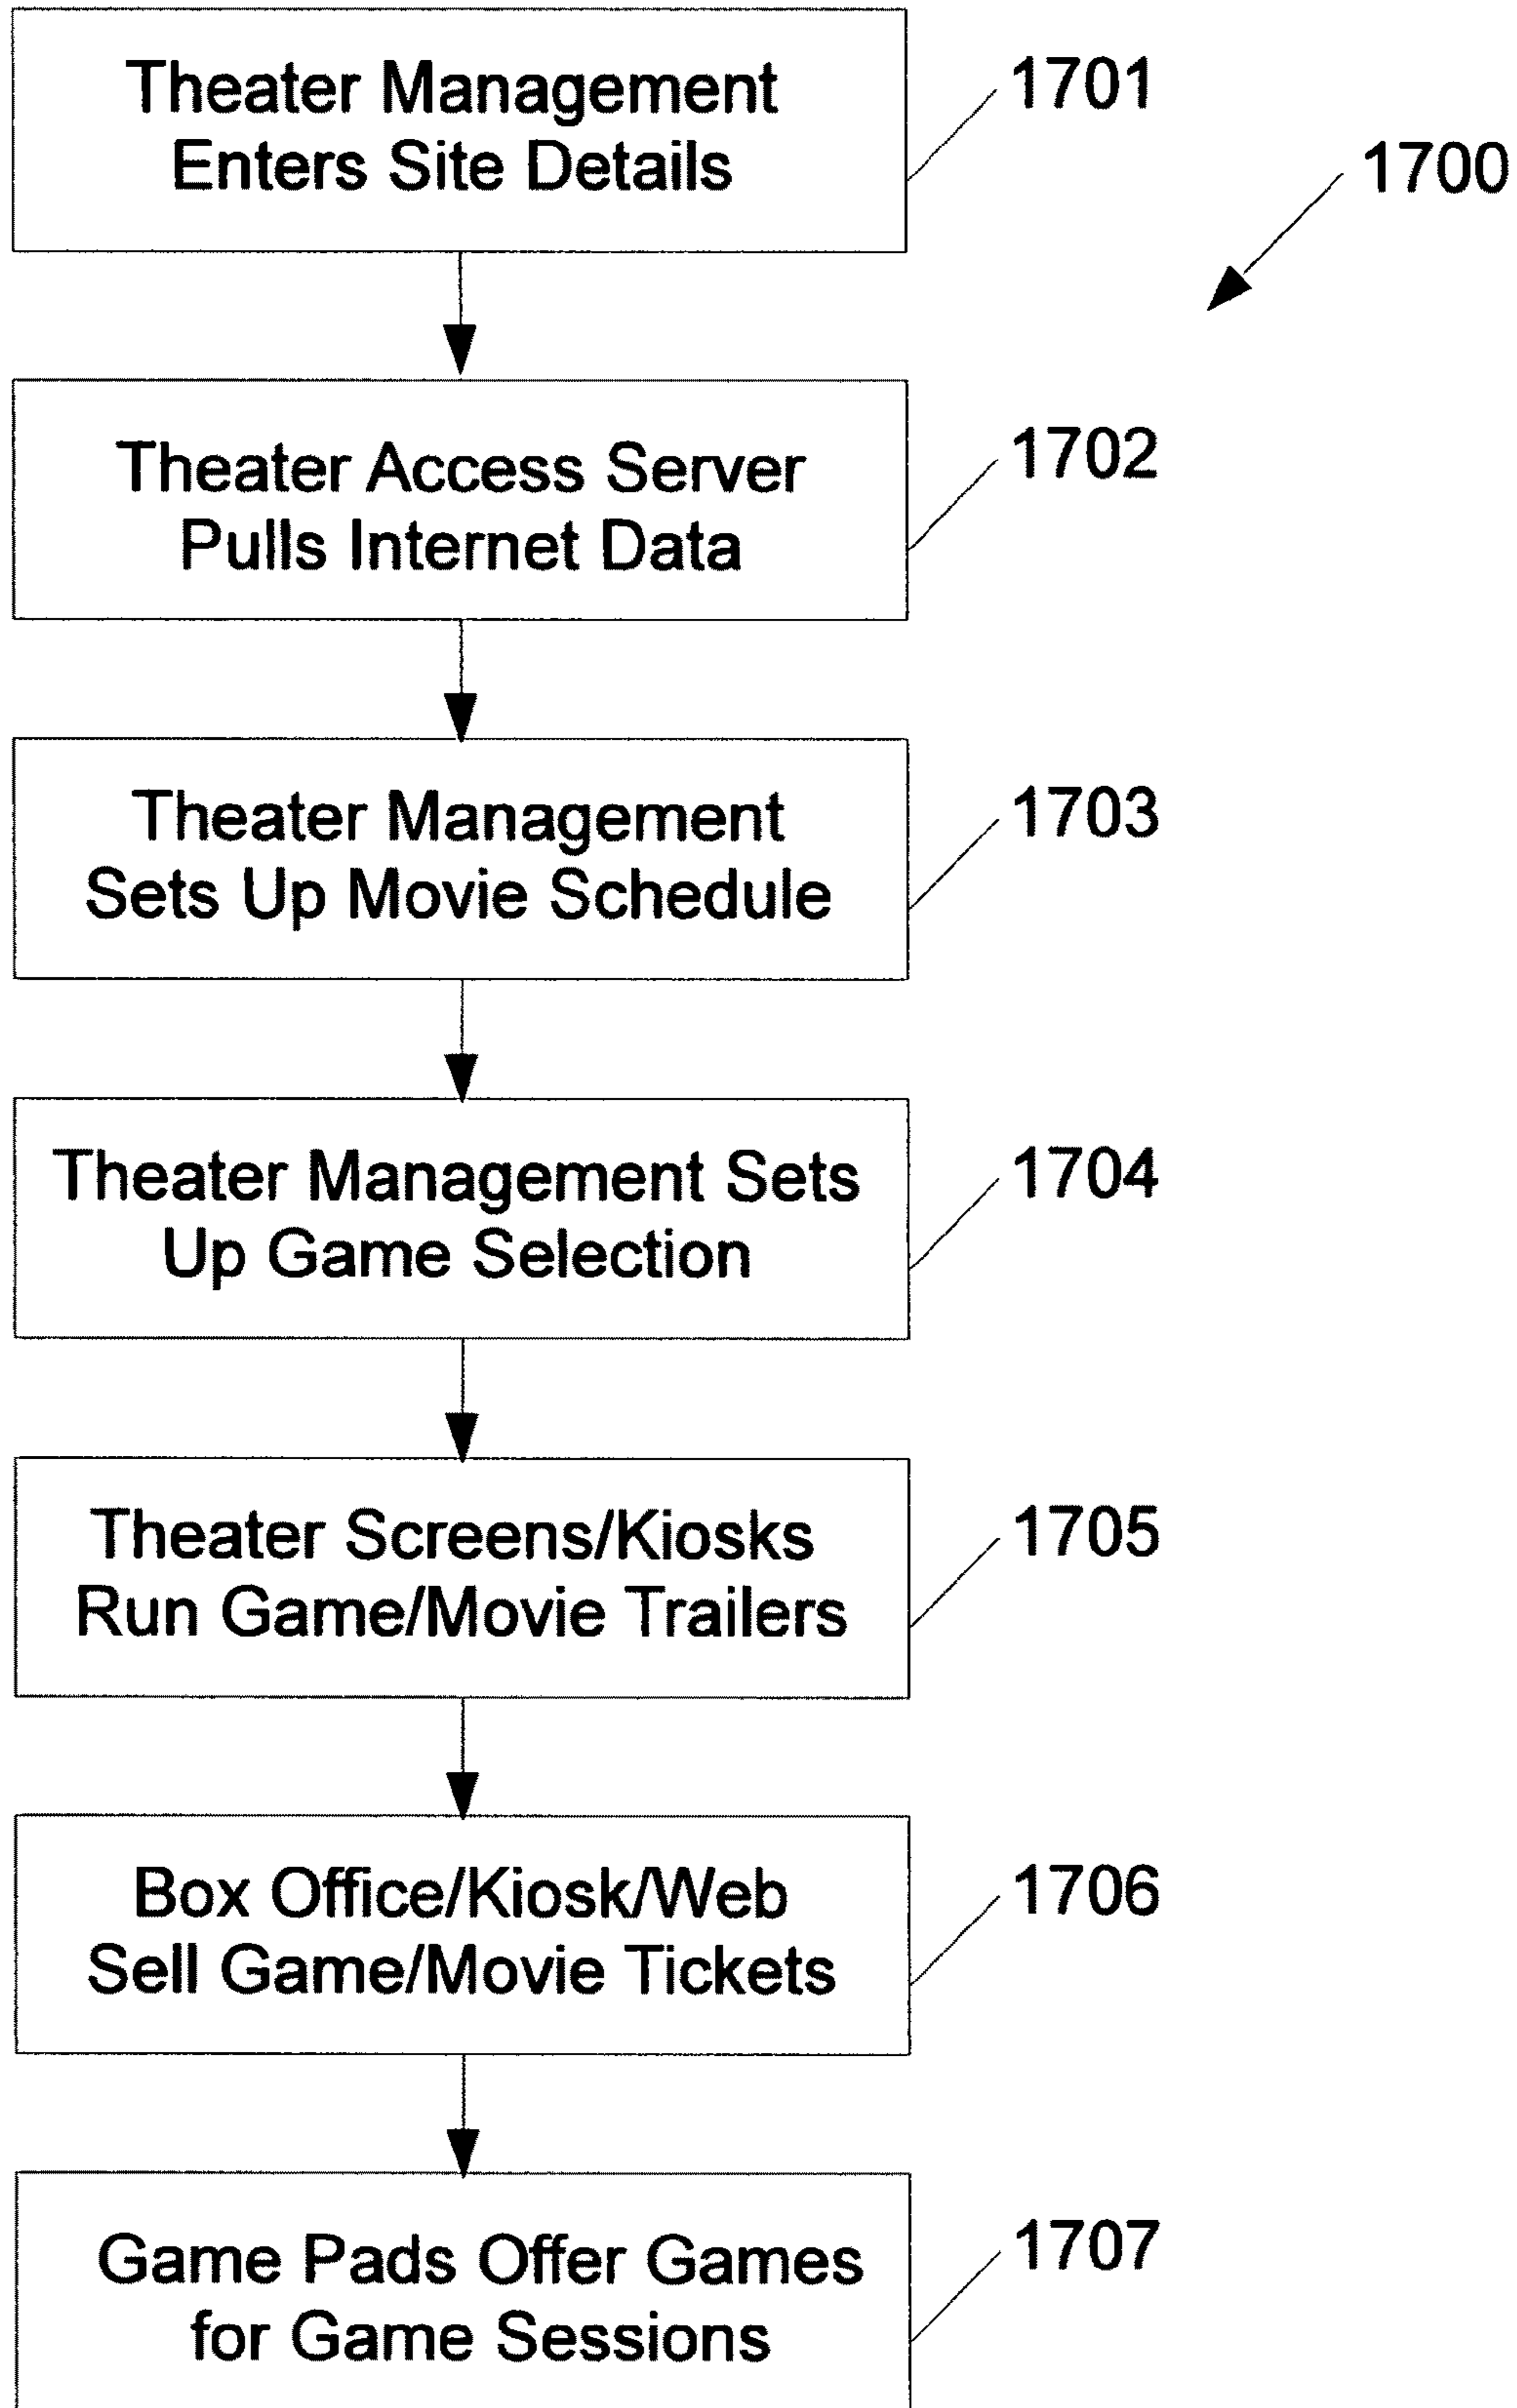 Theater Management
Enters Site Details
1701
1700
Theater Access Server
Pulls Internet Data
1702
Theater Management
Sets Up Movie Schedule
1703
Theater Management Sets
Up Game Selection
1704
Theater Screens/Kiosks
Run Game/Movie Trailers
1705
Box Office/Kiosk/Web
Sell Game/Movie Tickets
1706
Game Pads Offer Games
for Game Sessions
1707